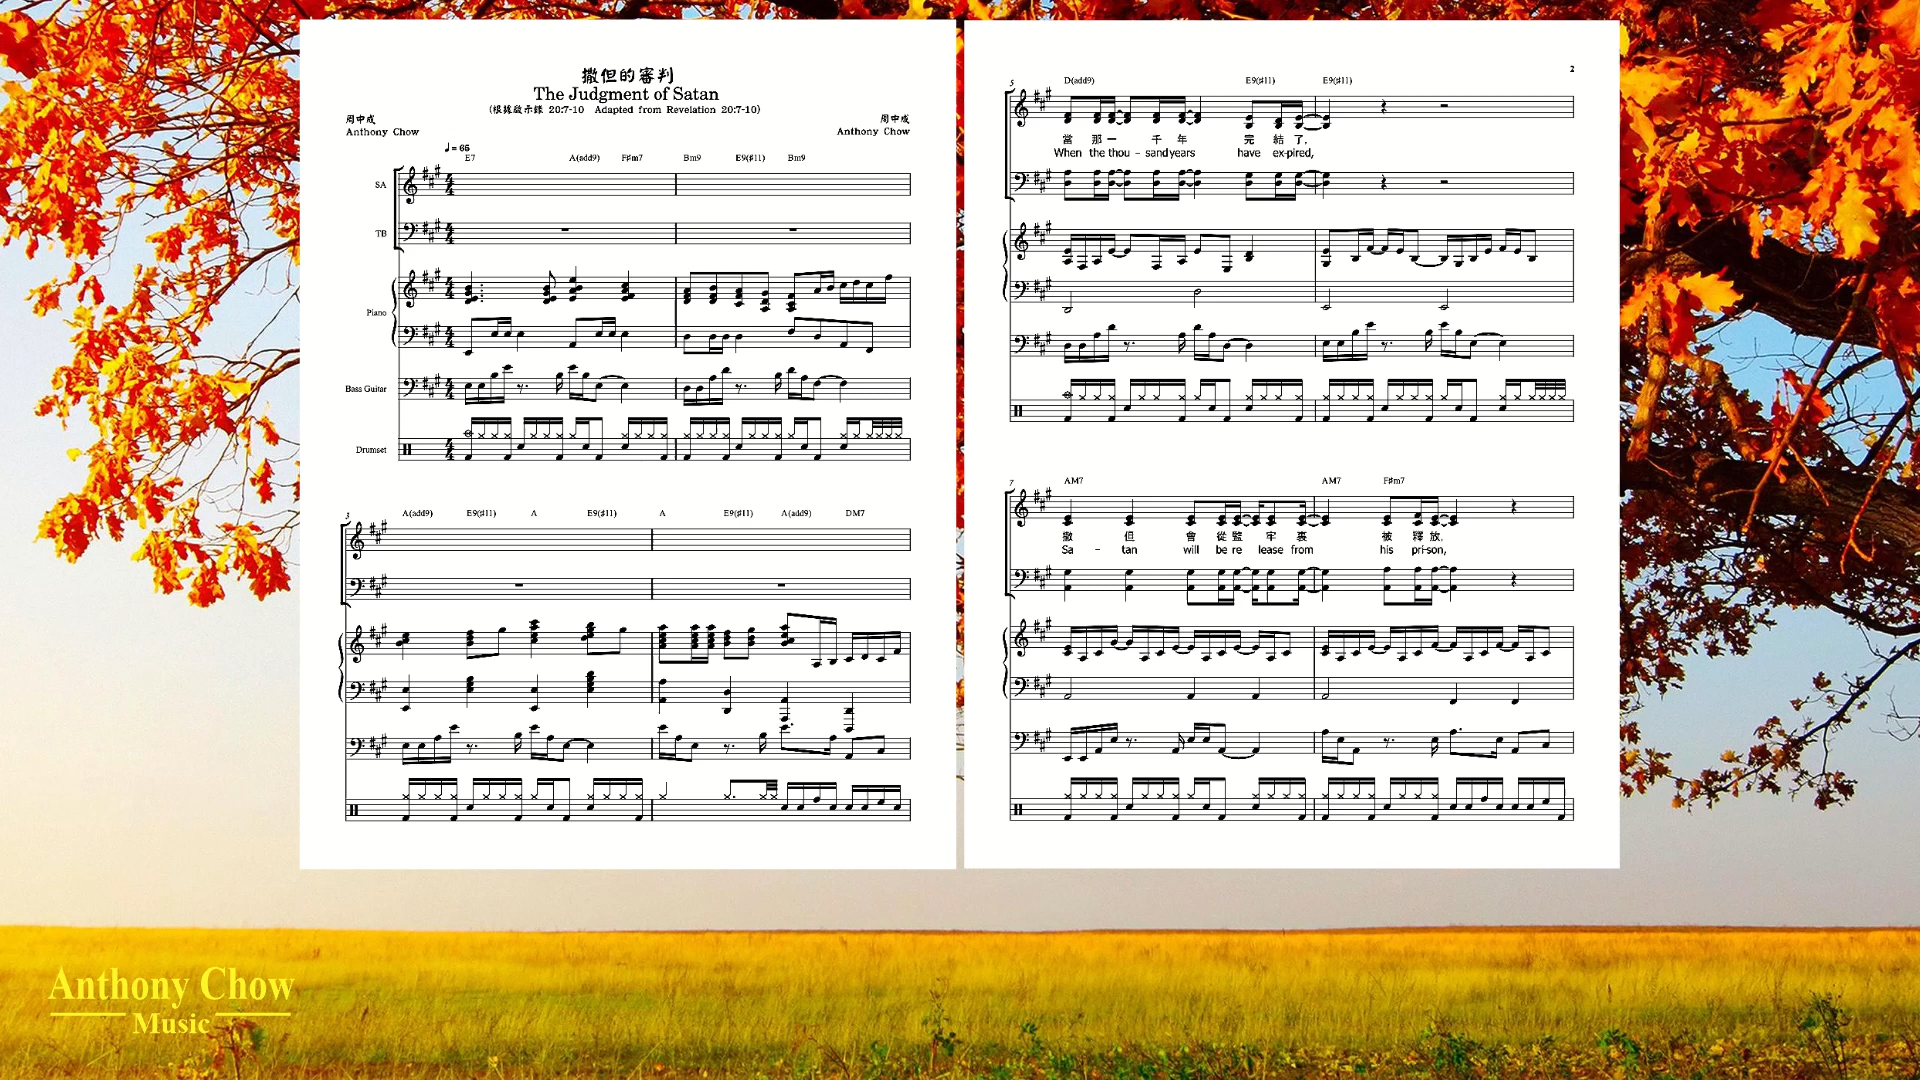 撒但的審判
The Judgment of Satan
(根據啟示錄 20:7-10 Adapted from Revelation 20:7-10)
周中成
Anthony Chow
周中成
Anthony Chow
♩ = 65
E7 A(add9) F♯m7 Bm9 E9(♯11) Bm9
SA
TB
Piano
Bass Guitar
Drumset
3
A(add9) E9(♯11) A E9(♯11) A E9(♯11) A(add9) DM7
2
5
D(add9) E9(♯11) E9(♯11)
當 那一 千 年 完 結 了,
When the thou - sand years have ex-pired,
7
AM7 AM7 F♯m7
撒 但 會 從監 牢 裏 被 釋 放,
Sa - tan will be re lease from his pri-son,
Anthony Chow
Music